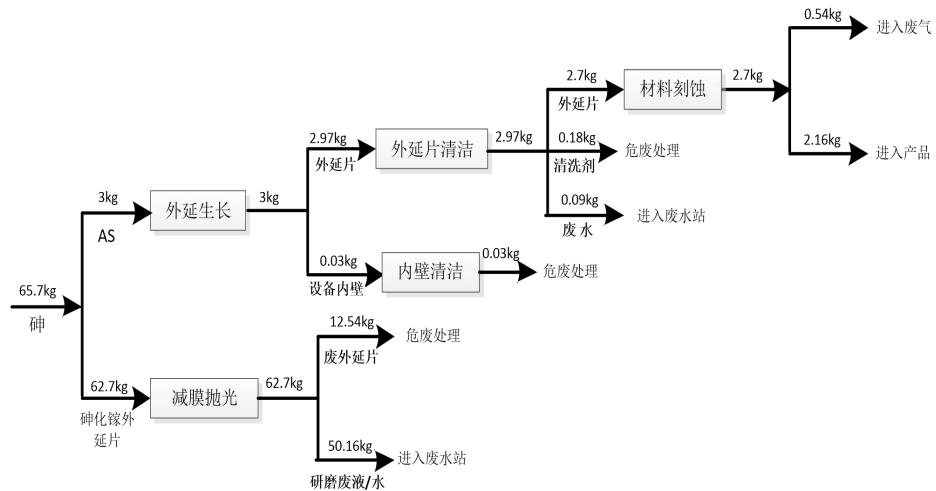 0.54kg
进入废气
2.7kg
外延片
材料刻蚀
2.7kg
2.16kg
进入产品
2.97kg
外延片
外延片清洁
2.97kg
0.18kg
清洗剂
危废处理
0.09kg
废水
进入废水站
3kg
AS
外延生长
3kg
0.03kg
设备内壁
内壁清洁
0.03kg
危废处理
65.7kg
砷
12.54kg
废外延片
危废处理
62.7kg
砷化镓外
延片
减膜抛光
62.7kg
50.16kg
研磨废液/水
进入废水站